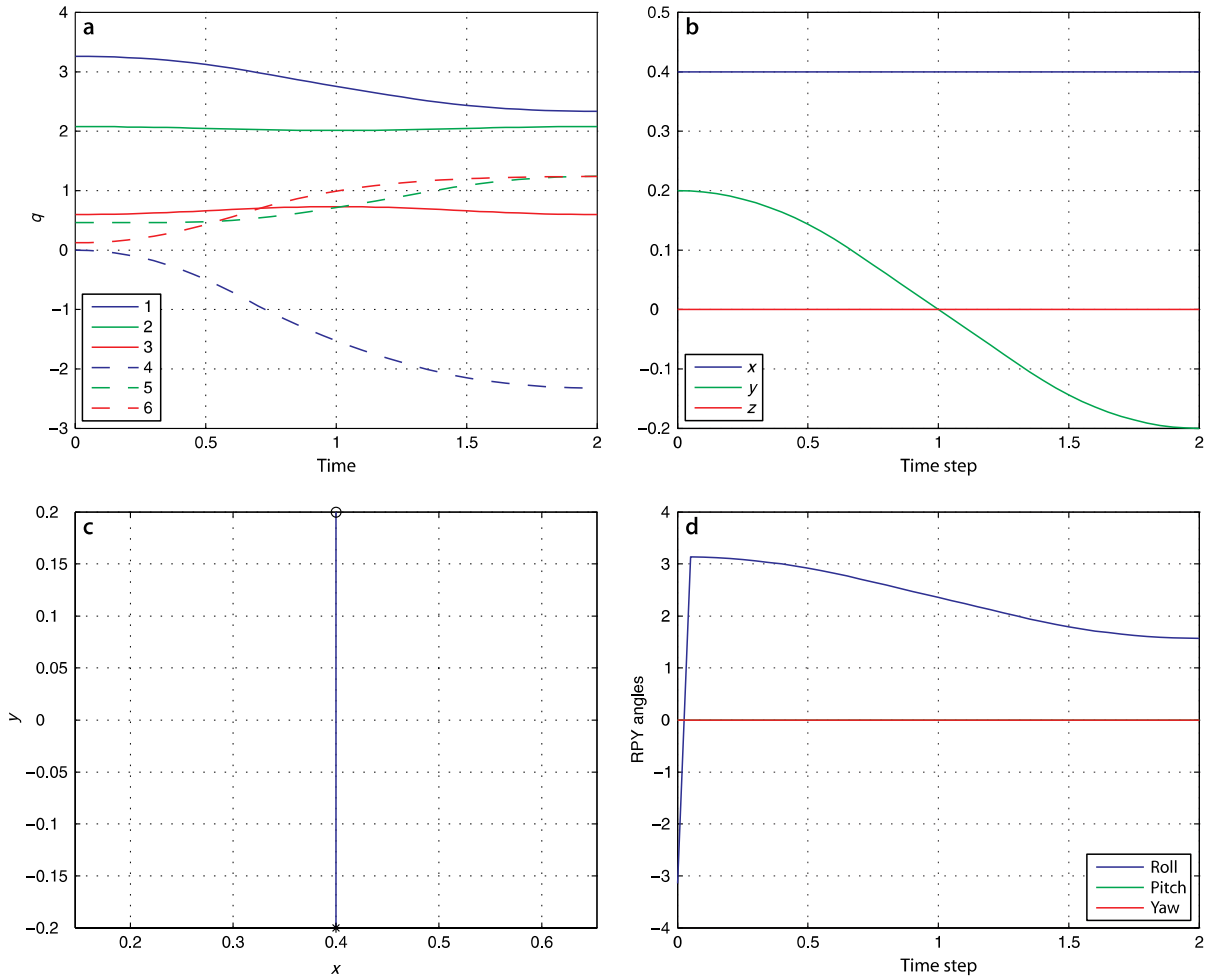 a
4
3
2
1
0
−1
−2
−3
q
1
2
3
4
5
6
0 0.5 1 1.5 2
Time
b
0.5
0.4
0.3
0.2
0.1
0
−0.1
−0.2
x
y
z
0 0.5 1 1.5 2
Time step
c
0.2
0.15
0.1
0.05
0
−0.05
−0.1
−0.15
−0.2
y
0.2 0.3 0.4 0.5 0.6
x
d
4
3
2
1
0
−1
−2
−3
−4
RPY angles
Roll
Pitch
Yaw
0 0.5 1 1.5 2
Time step